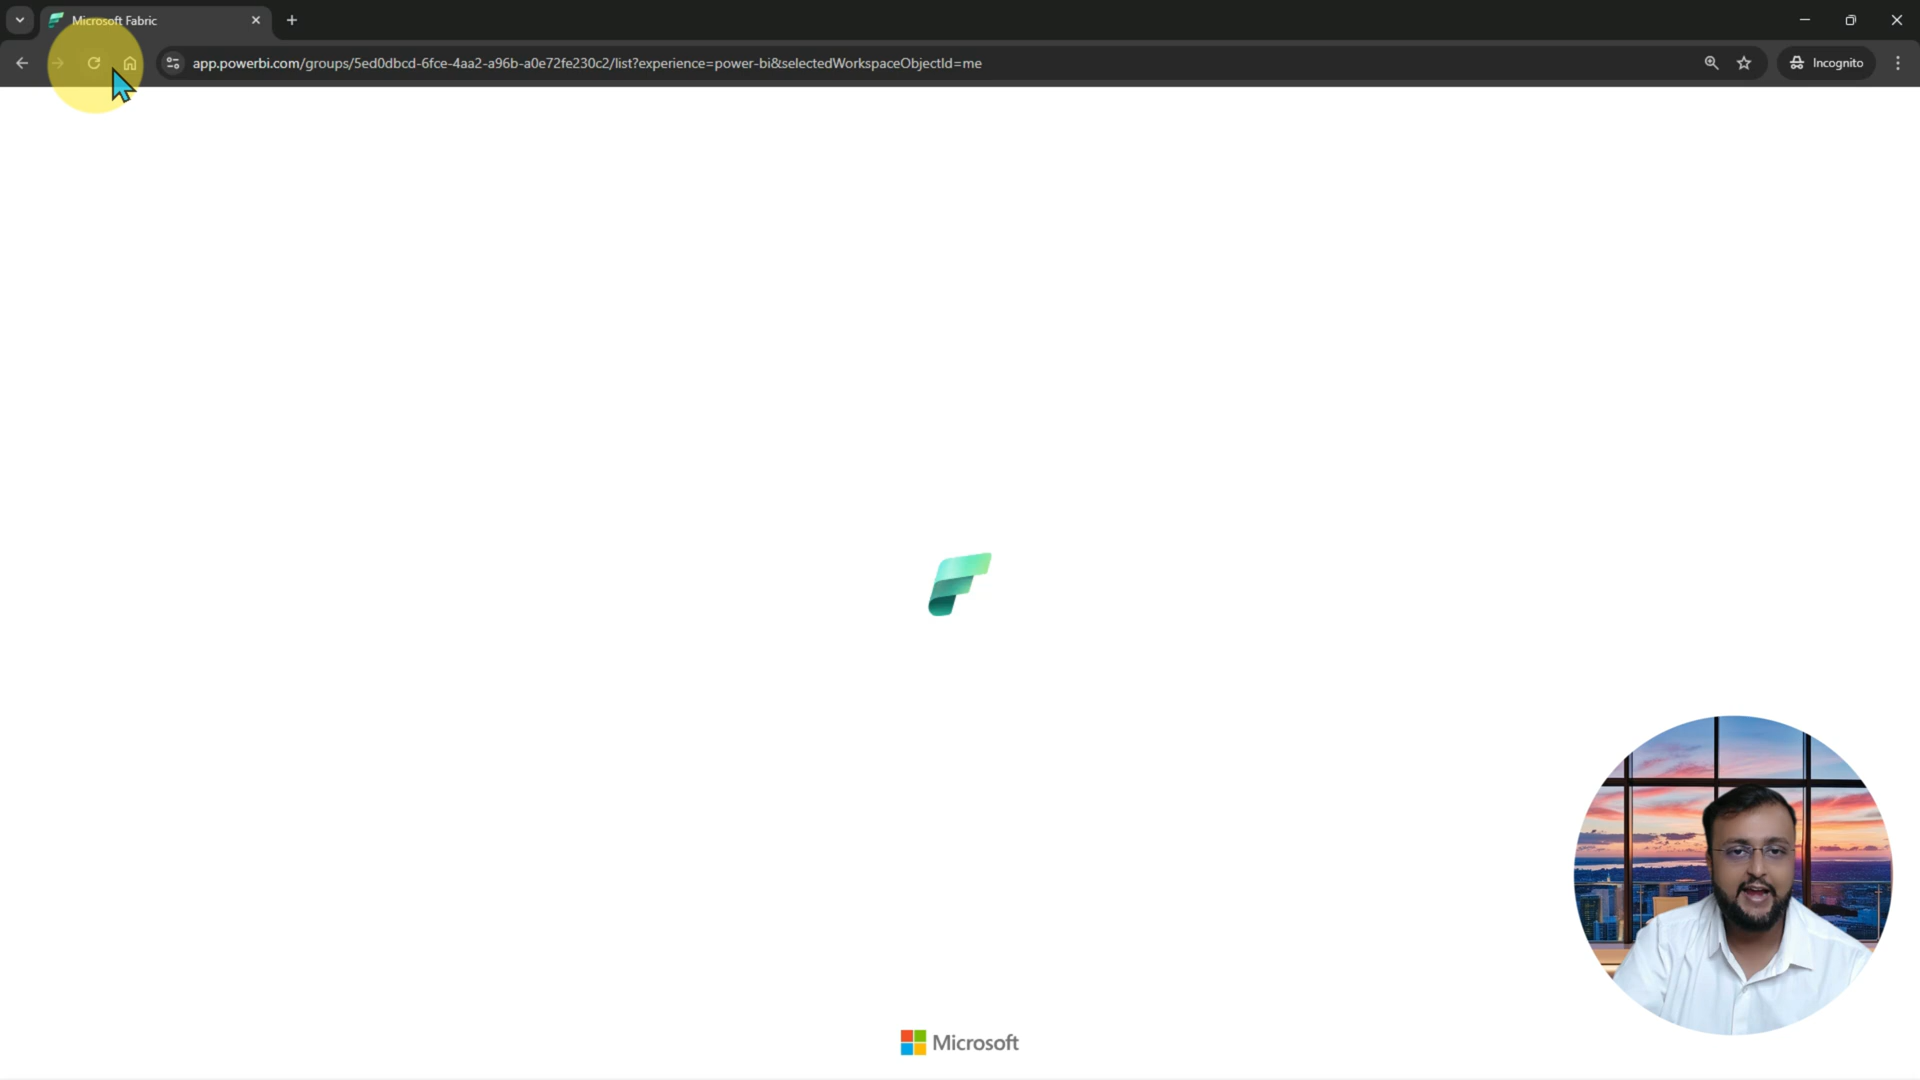 Microsoft Fabric
app.powerbi.com/groups/5ed0dbcd-6fce-4aa2-a96b-a0e72fe230c2/list?experience=power-bi&selectedWorkspaceObjectId=me
Incognito
Microsoft